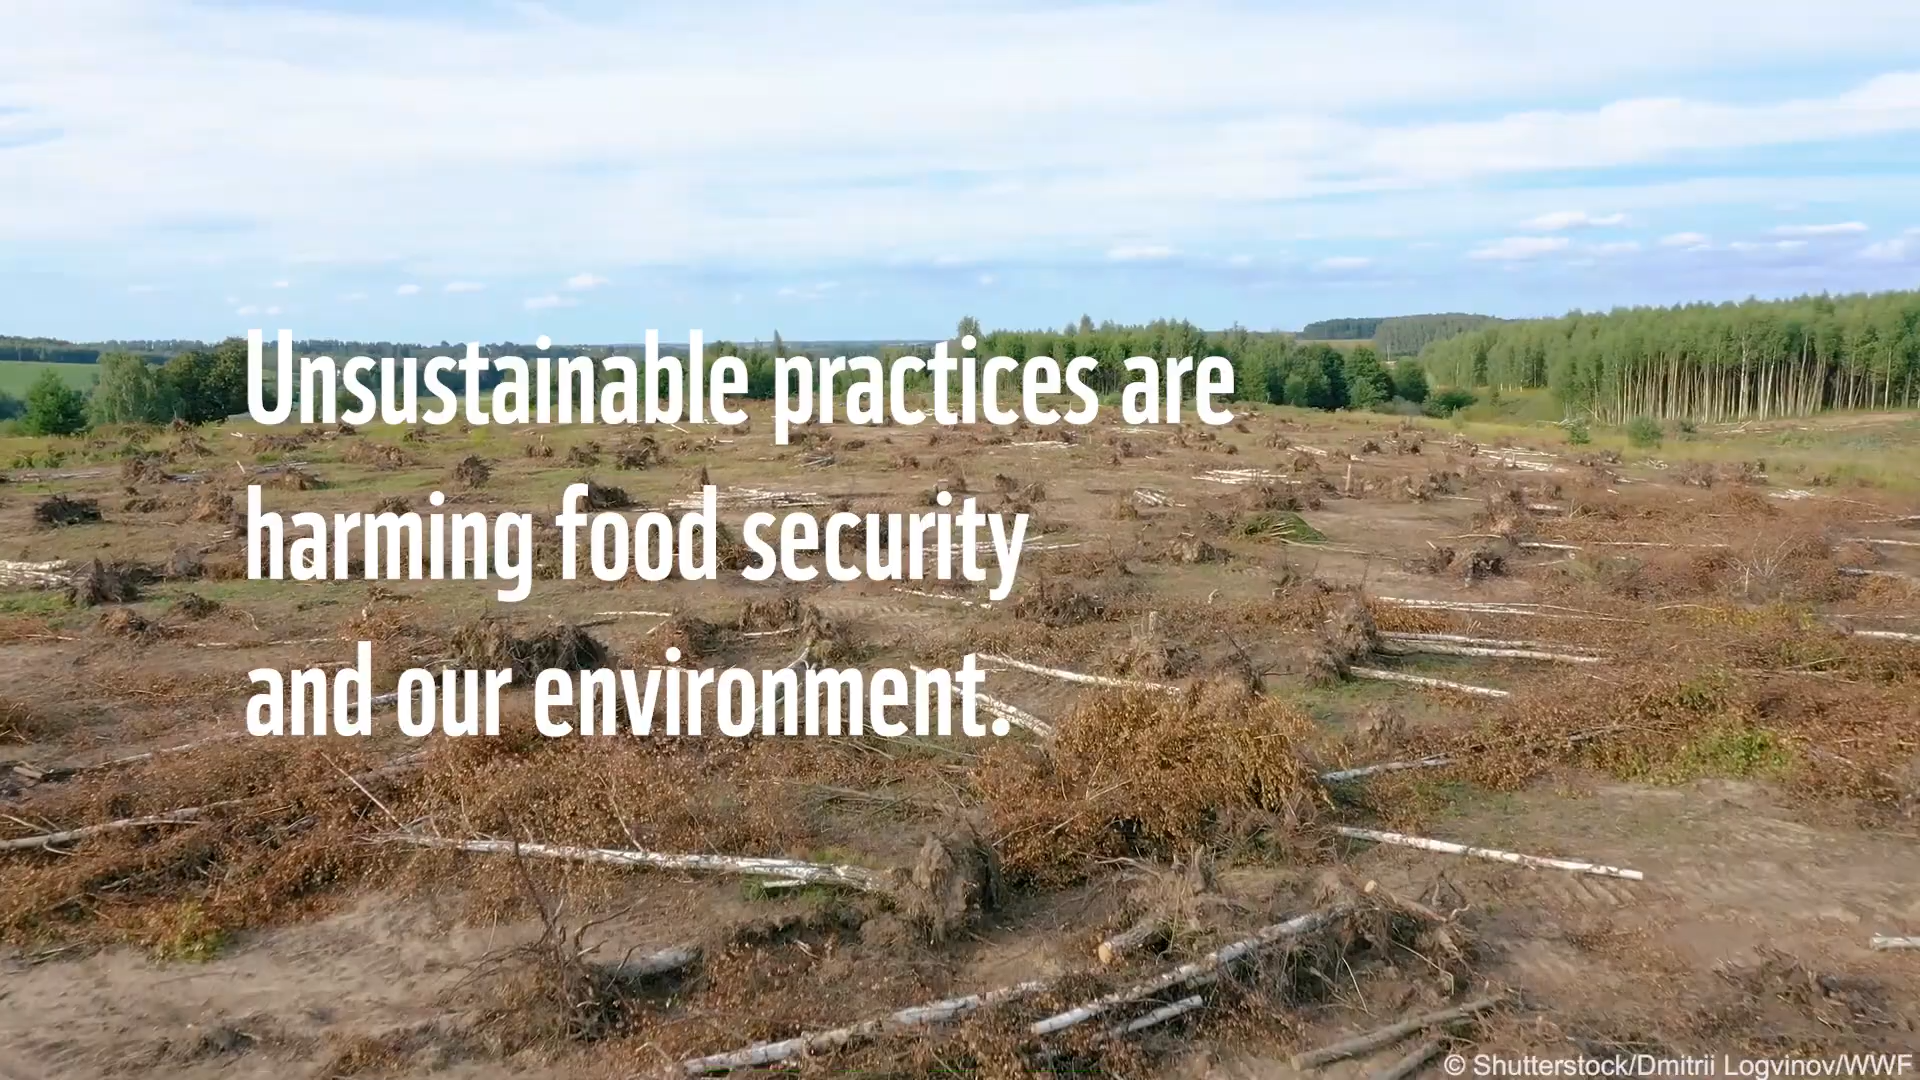 Unsustainable practices are
harming food security
and our environment.
© Shutterstock/Dmitrii Logvinov/WWF